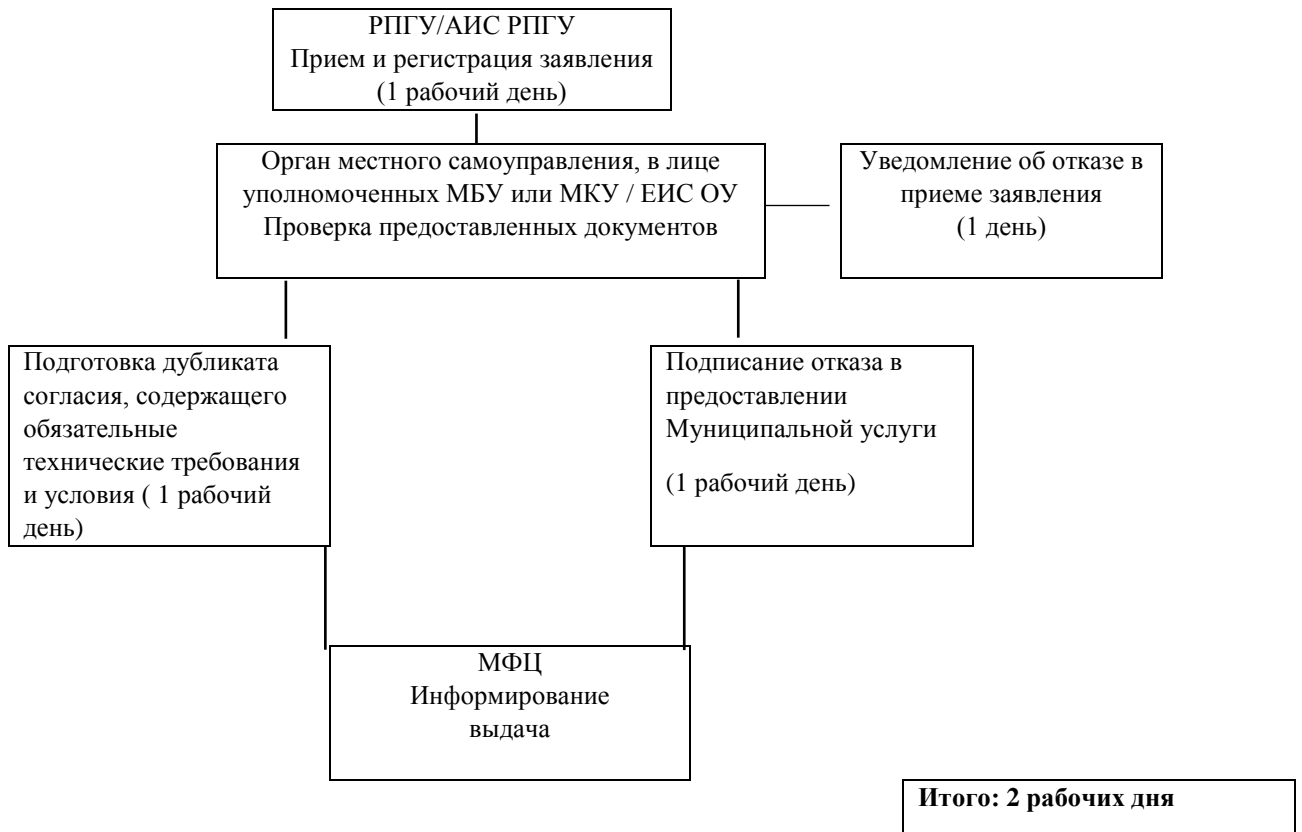 РПГУ/АИС РПГУ
Прием и регистрация заявления
(1 рабочий день)
Орган местного самоуправления, в лице
уполномоченных МБУ или МКУ / ЕИС ОУ
Проверка предоставленных документов
Уведомление об отказе в
приеме заявления
(1 день)
Подготовка дубликата
согласия, содержащего
обязательные
технические требования
и условия ( 1 рабочий
день)
Подписание отказа в
предоставлении
Муниципальной услуги
(1 рабочий день)
МФЦ
Информирование
выдача
Итого: 2 рабочих дня